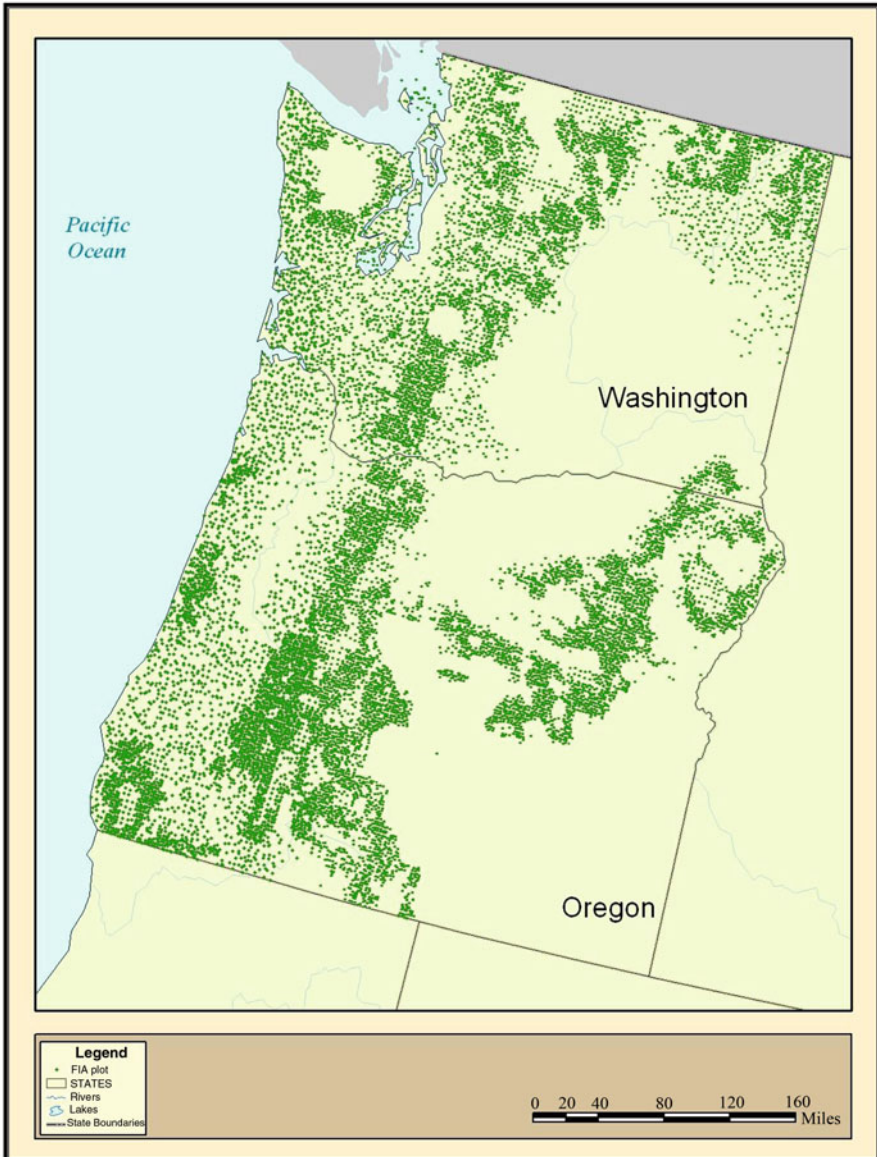 Pacific
Ocean
Washington
Oregon
Legend
FIA plot
STATES
Rivers
Lakes
State Boundaries
0 20 40 80 120 160
Miles